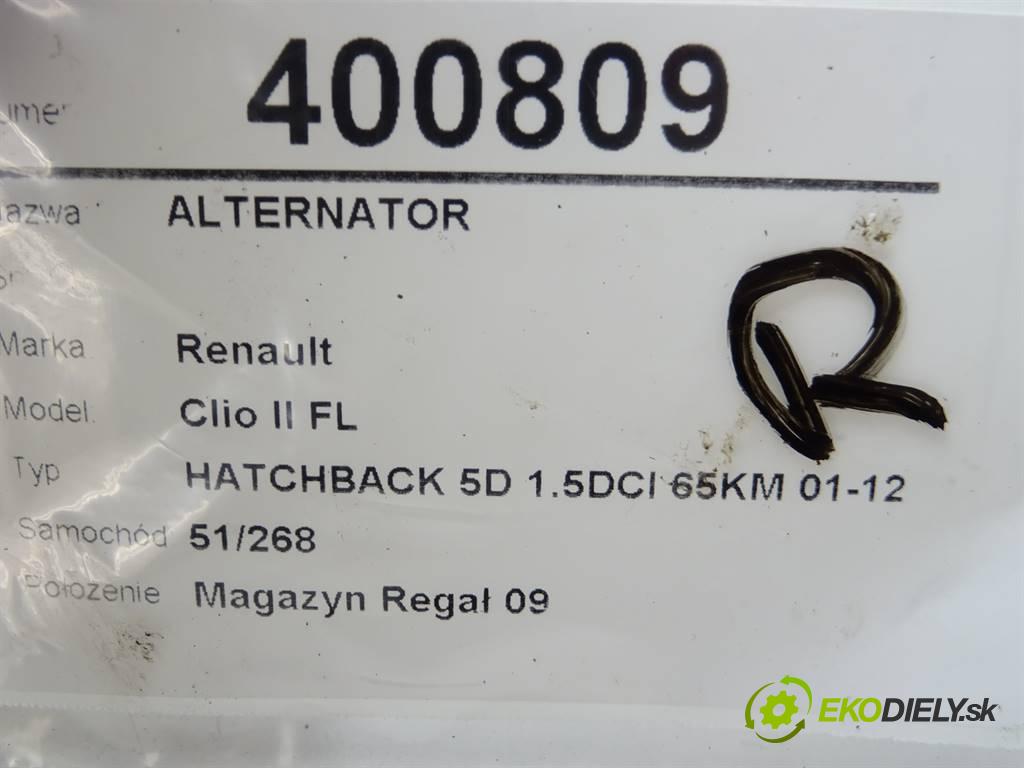 400809
Nazwa ALTERNATOR
Marka Renault
Model. Clio II FL
Typ HATCHBACK 5D 1.5DCI 65KM 01-12
Samochód 51/268
Położenie Magazyn Regał 09
R
EKODIELY.sk